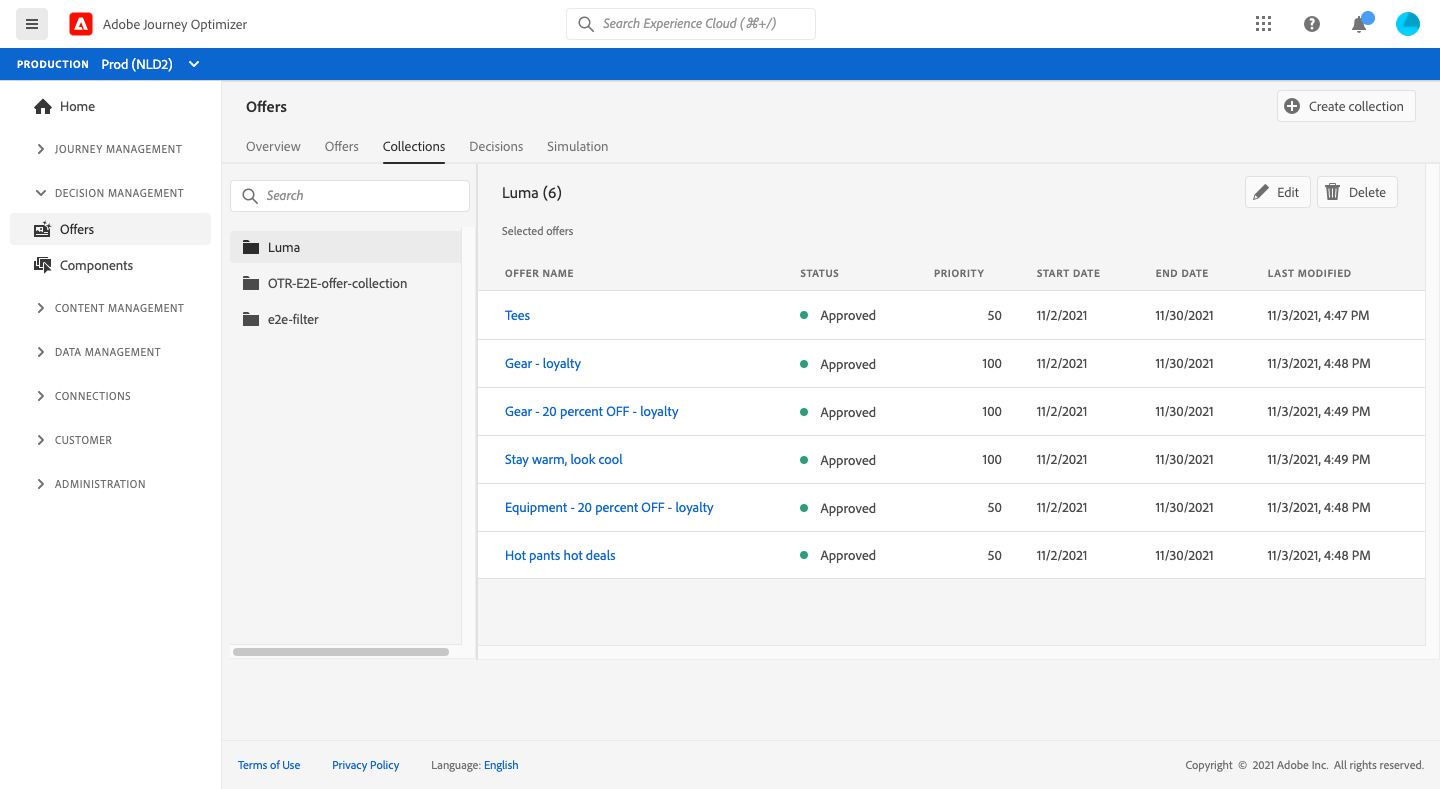 Adobe Journey Optimizer
Search Experience Cloud (⌘+/)
PRODUCTION Prod (NLD2)
Home
JOURNEY MANAGEMENT
DECISION MANAGEMENT
Offers
Components
CONTENT MANAGEMENT
DATA MANAGEMENT
CONNECTIONS
CUSTOMER
ADMINISTRATION
Offers
Create collection
Overview Offers Collections Decisions Simulation
Search
Luma
OTR-E2E-offer-collection
e2e-filter
Luma (6)
Edit Delete
Selected offers
OFFER NAME STATUS PRIORITY START DATE END DATE LAST MODIFIED
Tees Approved 50 11/2/2021 11/30/2021 11/3/2021, 4:47 PM
Gear - loyalty Approved 100 11/2/2021 11/30/2021 11/3/2021, 4:48 PM
Gear - 20 percent OFF - loyalty Approved 100 11/2/2021 11/30/2021 11/3/2021, 4:49 PM
Stay warm, look cool Approved 100 11/2/2021 11/30/2021 11/3/2021, 4:49 PM
Equipment - 20 percent OFF - loyalty Approved 50 11/2/2021 11/30/2021 11/3/2021, 4:48 PM
Hot pants hot deals Approved 50 11/2/2021 11/30/2021 11/3/2021, 4:48 PM
Terms of Use Privacy Policy Language: English
Copyright © 2021 Adobe Inc. All rights reserved.